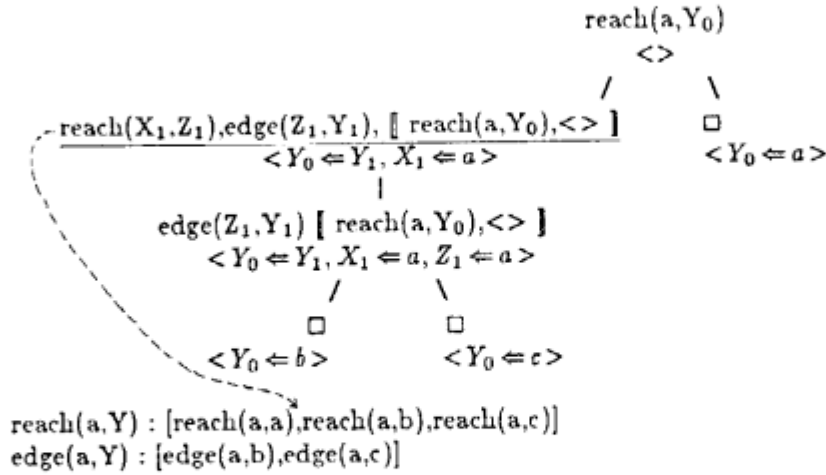 reach(a,Y₀)
<>
reach(X₁,Z₁),edge(Z₁,Y₁), ⟦ reach(a,Y₀),<> ⟧ □
<Y₀ ⇐ Y₁, X₁ ⇐ a> <Y₀ ⇐ a>
edge(Z₁,Y₁) ⟦ reach(a,Y₀),<> ⟧
<Y₀ ⇐ Y₁, X₁ ⇐ a, Z₁ ⇐ a>
□ □
<Y₀ ⇐ b> <Y₀ ⇐ c>
reach(a,Y) : [reach(a,a),reach(a,b),reach(a,c)]
edge(a,Y) : [edge(a,b),edge(a,c)]